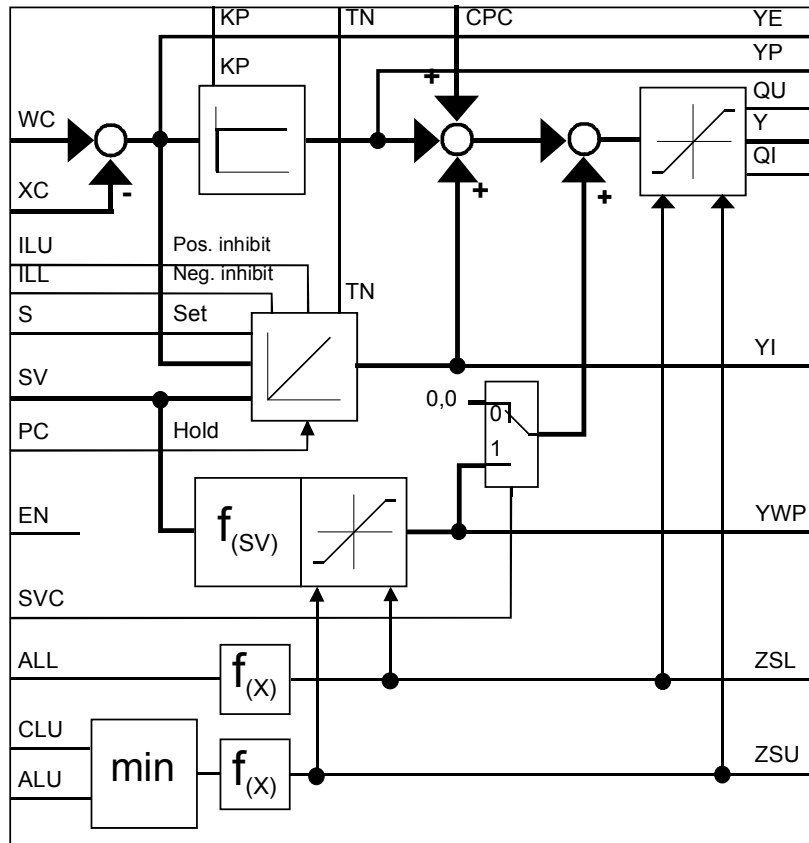 KP TN CPC YE
YP
KP
+
QU
WC
Y
QI
XC - + +
ILU Pos. inhibit
ILL Neg. inhibit
TN
S Set
YI
SV
0,0
0
PC Hold
1
EN
f(SV)
YWP
SVC
ALL
f(X)
ZSL
CLU
min
f(X)
ZSU
ALU